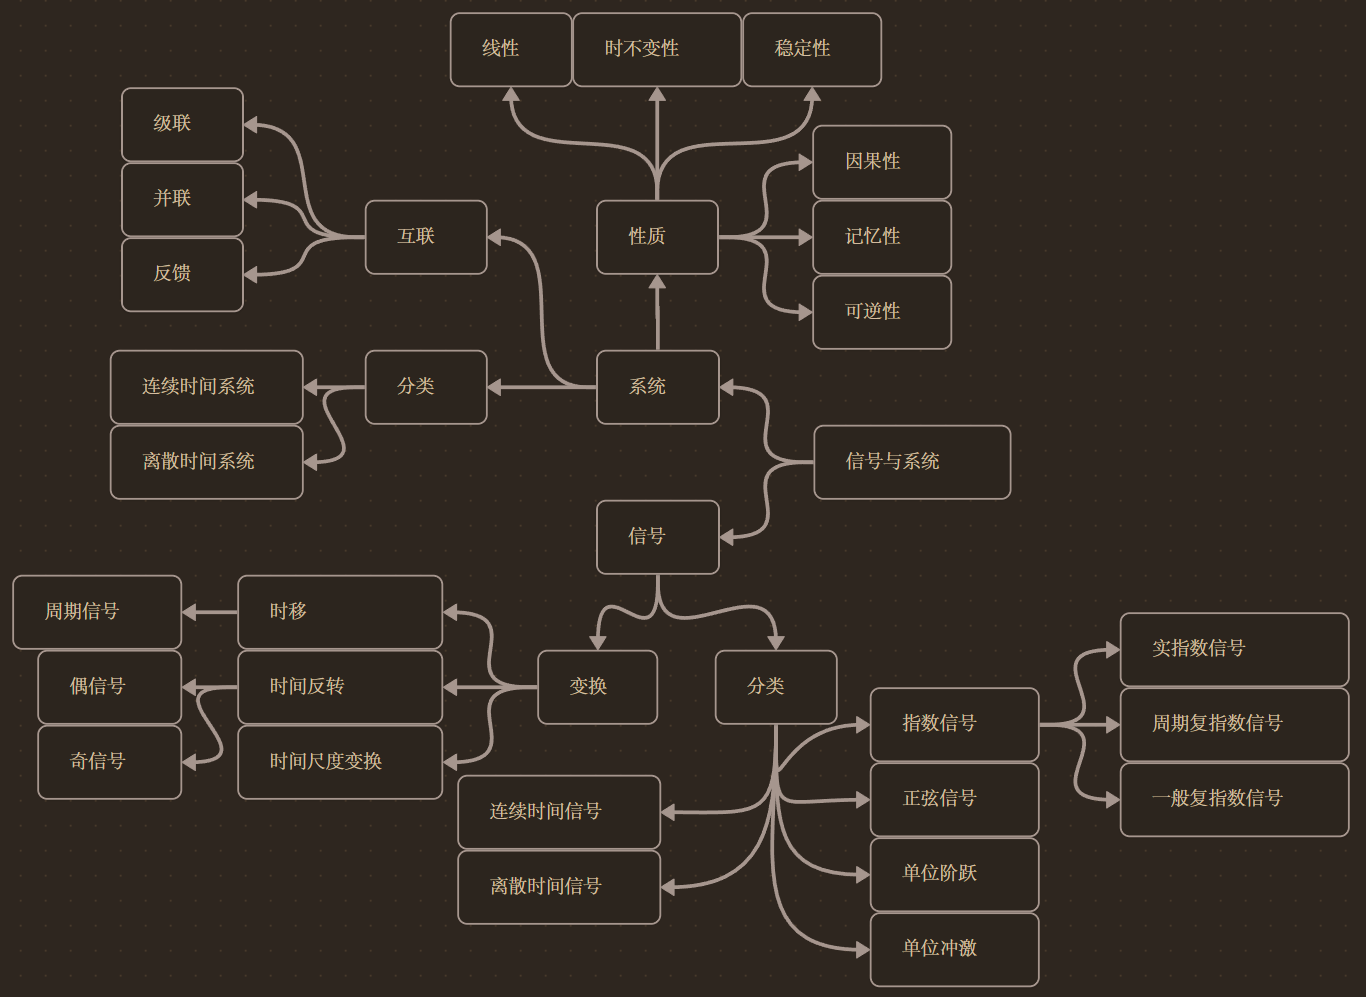 线性
时不变性
稳定性
级联
并联
反馈
互联
性质
因果性
记忆性
可逆性
连续时间系统
离散时间系统
分类
系统
信号与系统
信号
周期信号
时移
偶信号
时间反转
奇信号
时间尺度变换
变换
分类
连续时间信号
离散时间信号
指数信号
正弦信号
单位阶跃
单位冲激
实指数信号
周期复指数信号
一般复指数信号